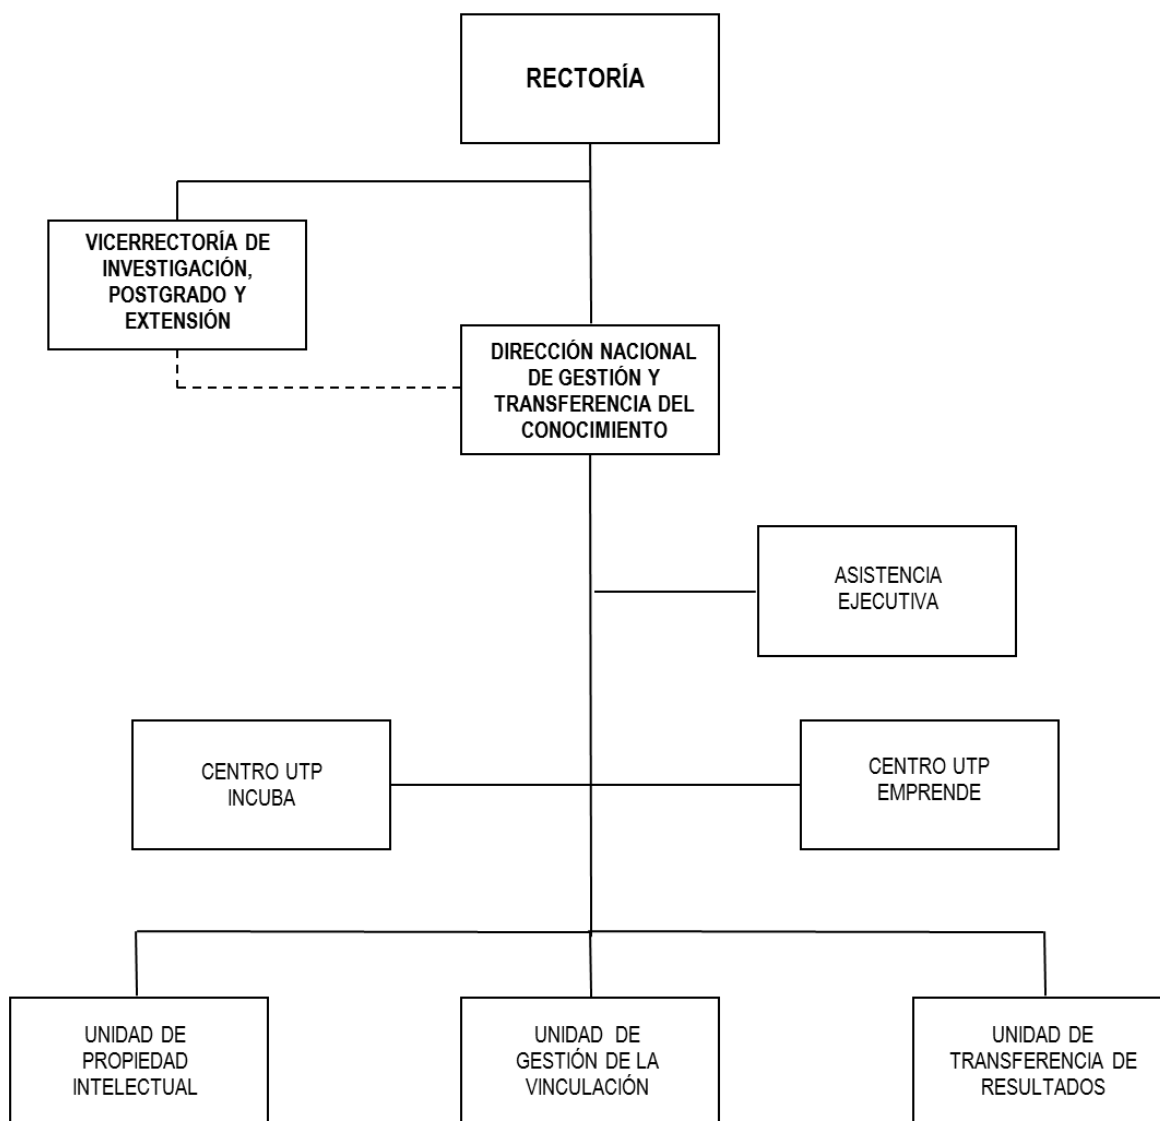 RECTORÍA
VICERRECTORÍA DE
INVESTIGACIÓN,
POSTGRADO Y
EXTENSIÓN
DIRECCIÓN NACIONAL
DE GESTIÓN Y
TRANSFERENCIA DEL
CONOCIMIENTO
ASISTENCIA
EJECUTIVA
CENTRO UTP
INCUBA
CENTRO UTP
EMPRENDE
UNIDAD DE
PROPIEDAD
INTELECTUAL
UNIDAD DE
GESTIÓN DE LA
VINCULACIÓN
UNIDAD DE
TRANSFERENCIA DE
RESULTADOS